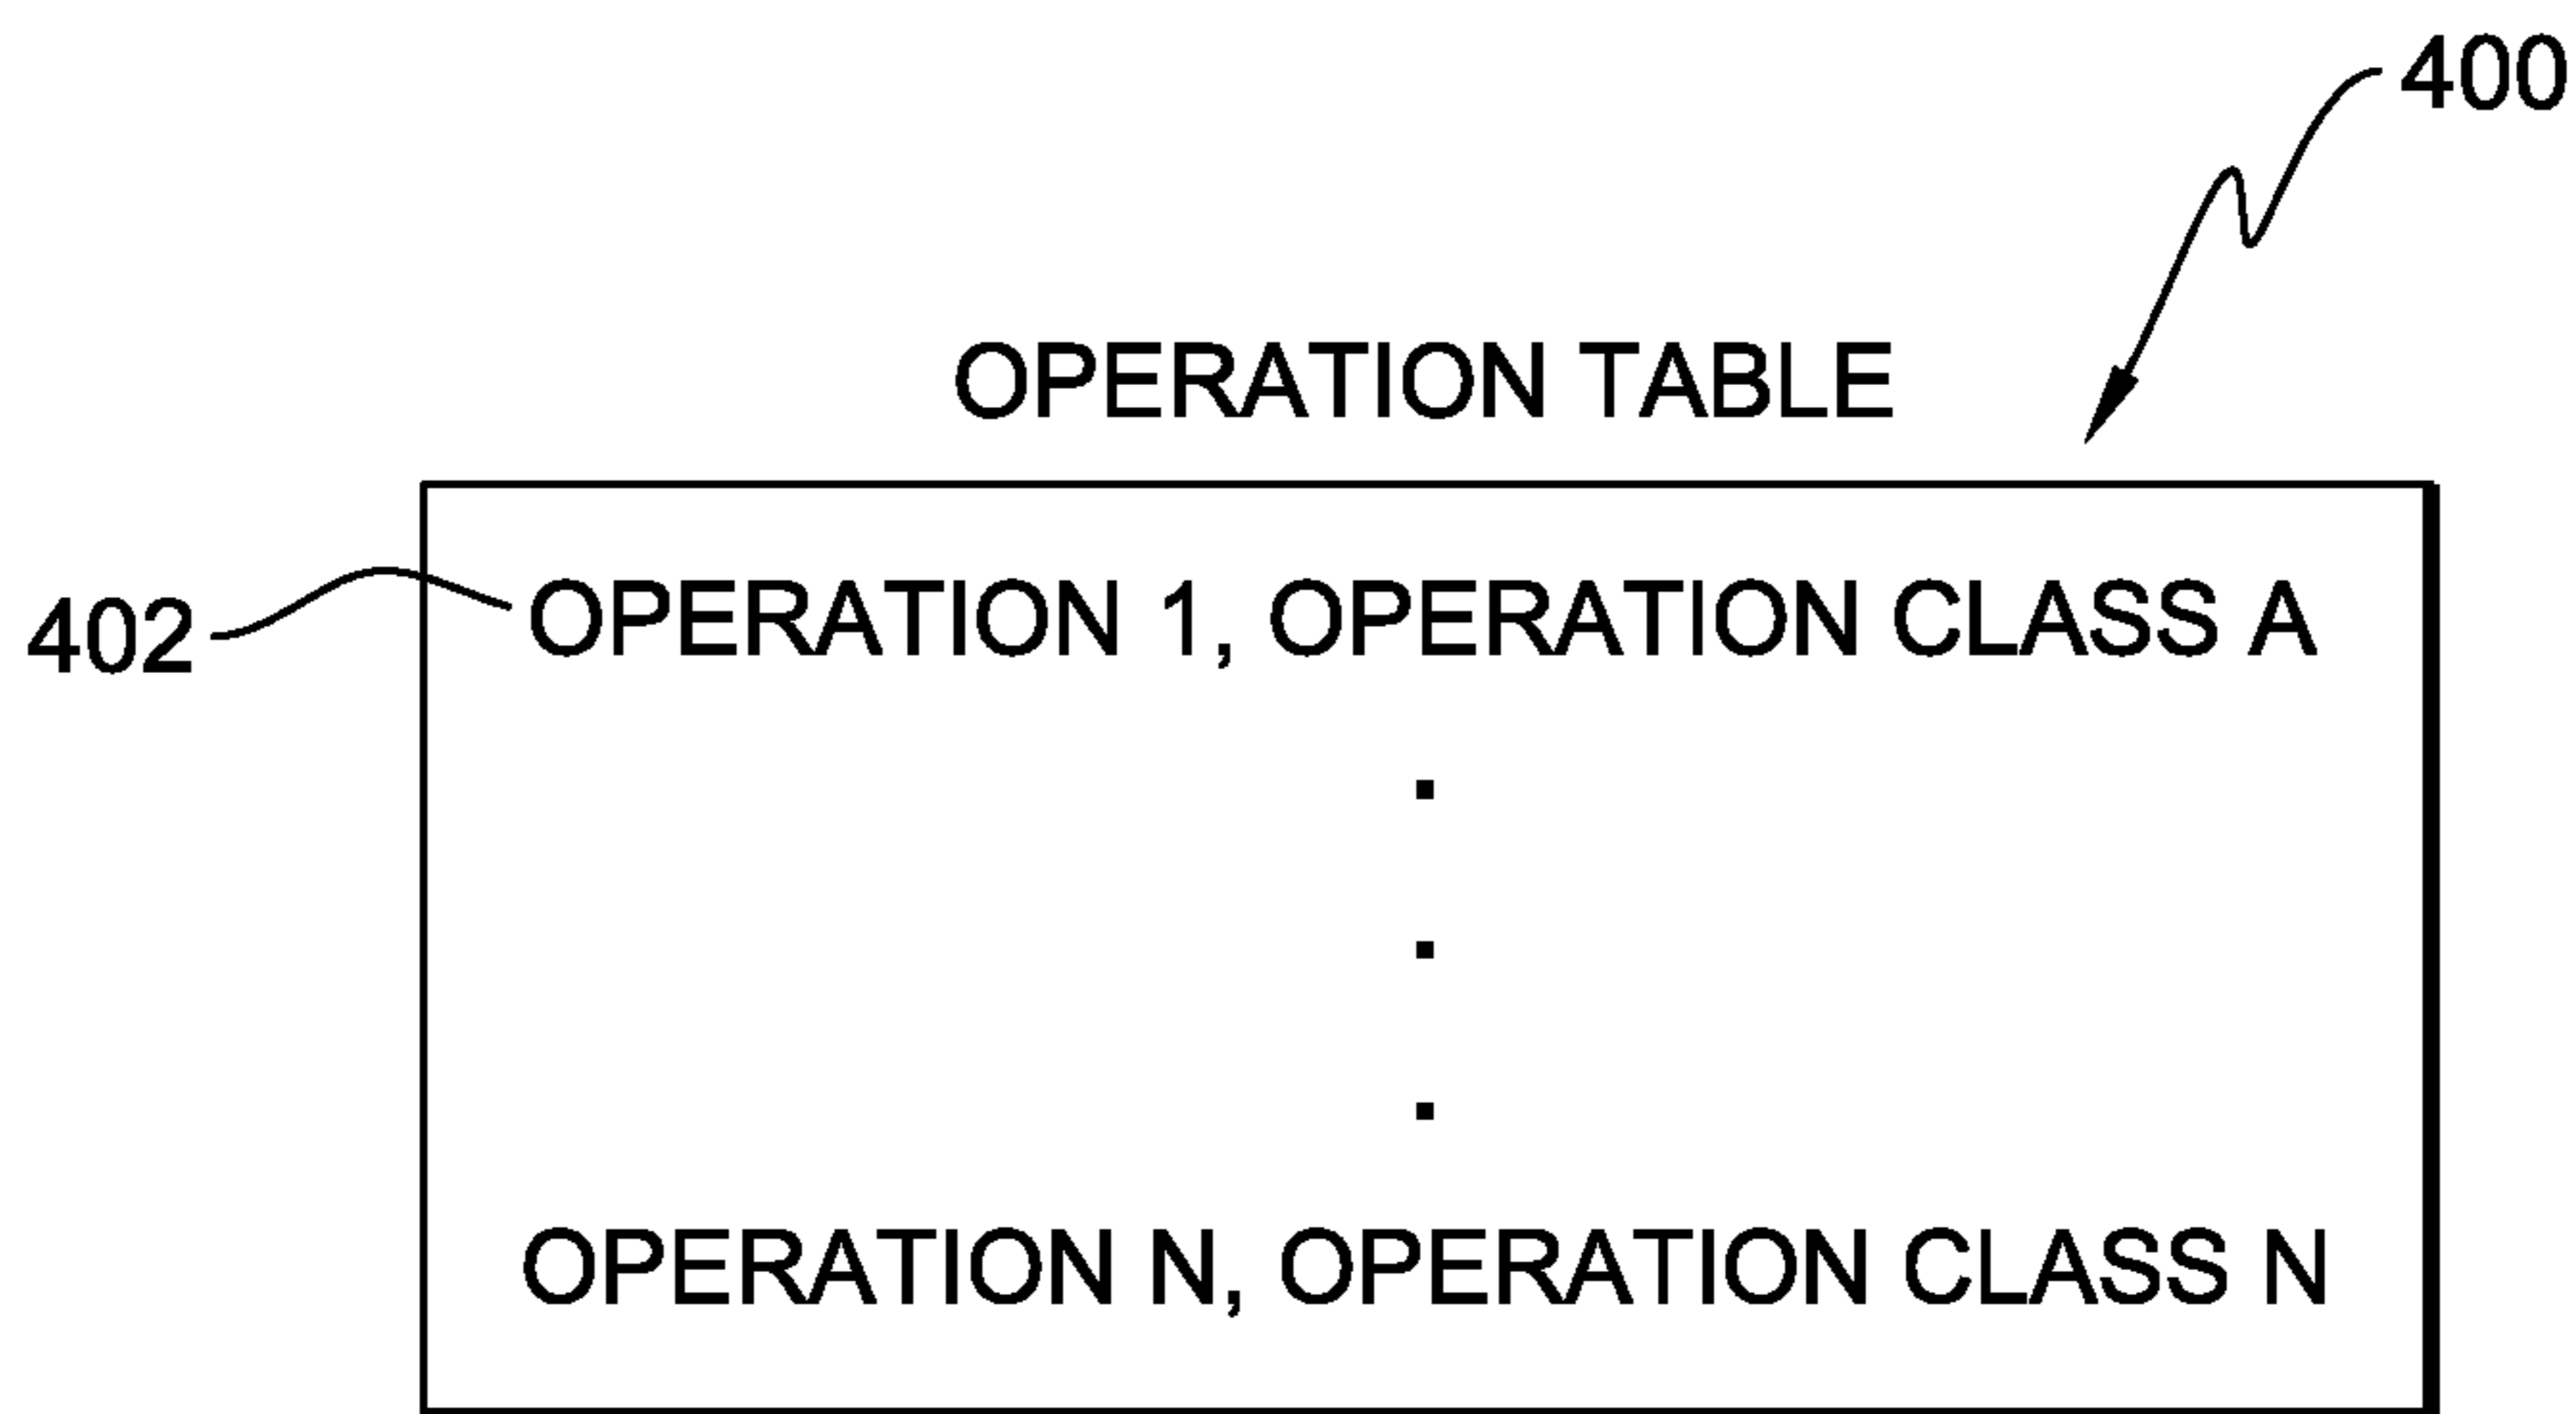 400
OPERATION TABLE
402
OPERATION 1, OPERATION CLASS A
.
.
.
OPERATION N, OPERATION CLASS N